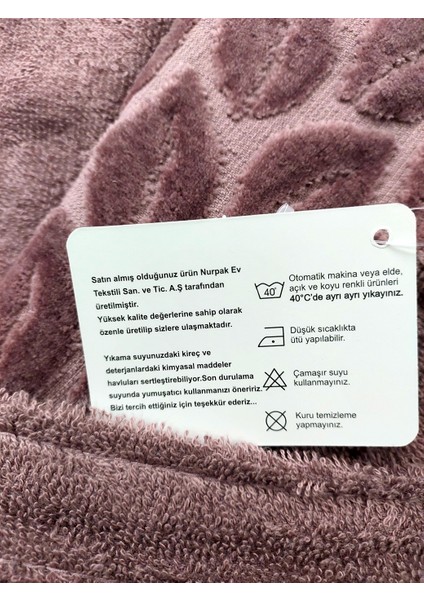 Satın almış olduğunuz ürün Nurpak Ev
Tekstili San. ve Tic. A.Ş tarafından
üretilmiştir.
Yüksek kalite değerlerine sahip olarak
özenle üretilip sizlere ulaşmaktadır.
Yıkama suyunuzdaki kireç ve
deterjanlardaki kimyasal maddeler
havluları sertleştirebiliyor.Son durulama
suyunda yumuşatıcı kullanmanızı öneririz.
Bizi tercih ettiğiniz için teşekkür ederiz...
40°
Otomatik makina veya elde,
açık ve koyu renkli ürünleri
40°C'de ayrı ayrı yıkayınız.
Düşük sıcaklıkta
ütü yapılabilir.
Çamaşır suyu
kullanmayınız.
Kuru temizleme
yapmayınız.